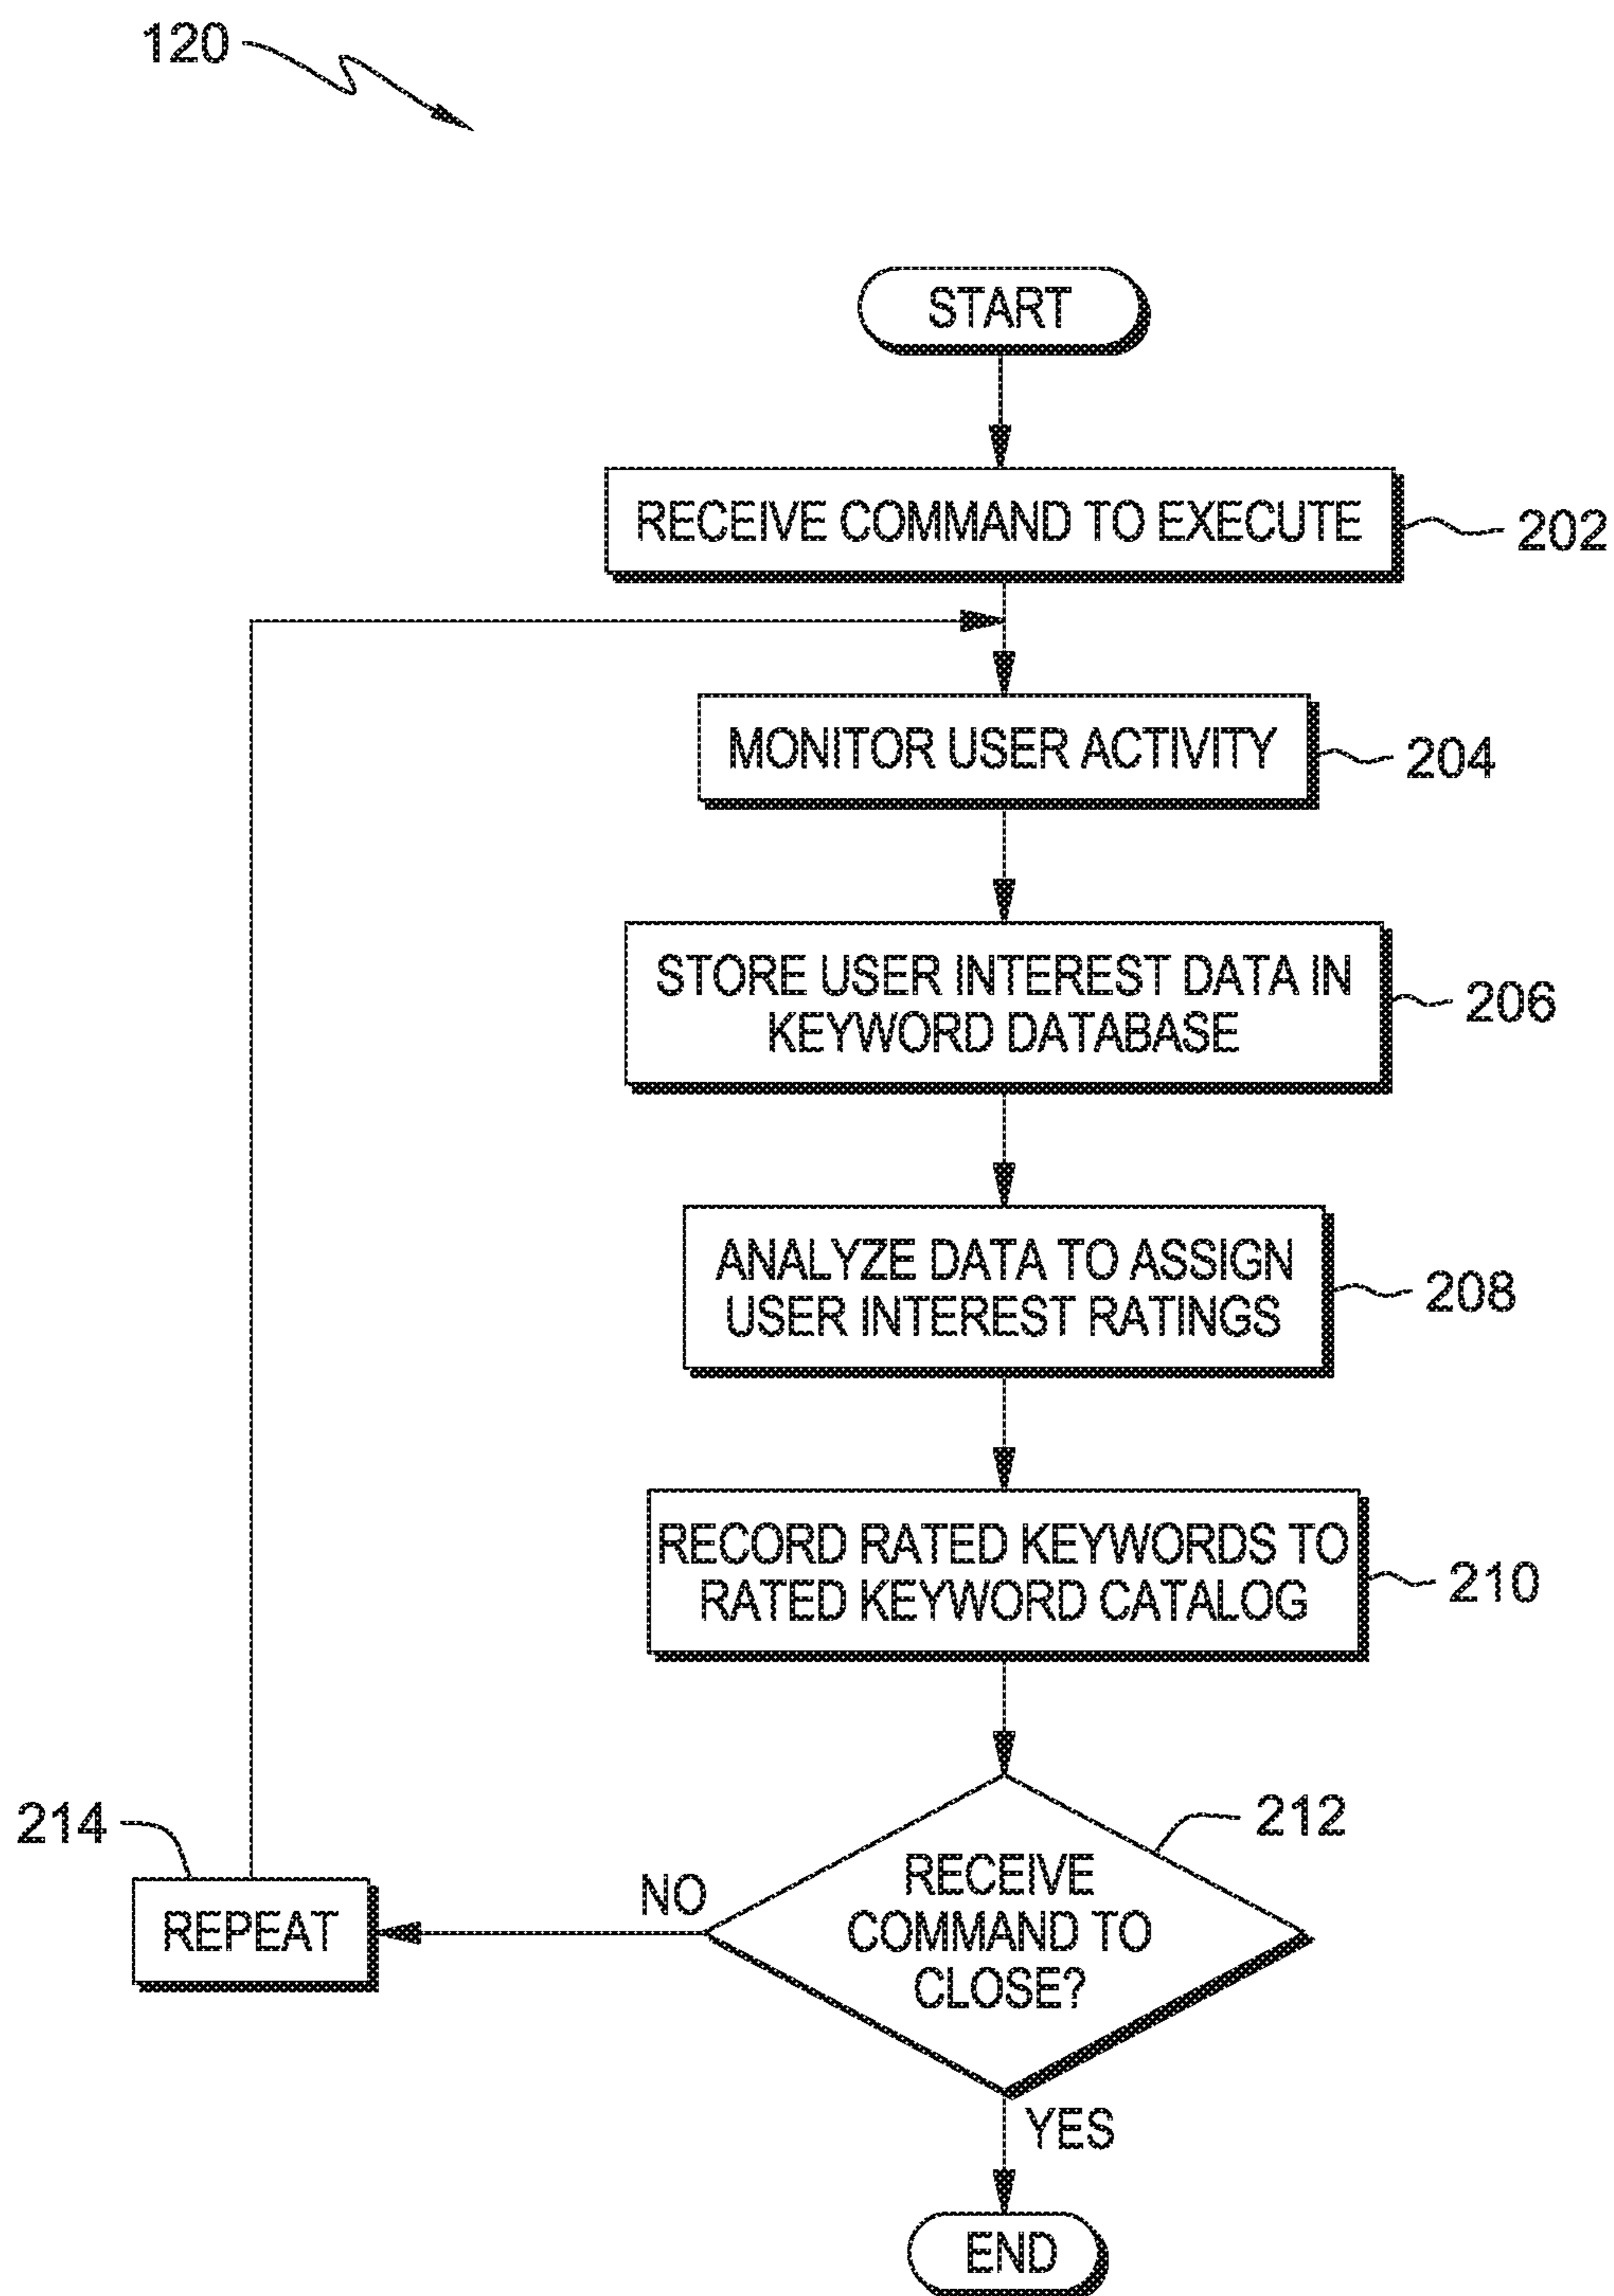 120
START
RECEIVE COMMAND TO EXECUTE
202
MONITOR USER ACTIVITY
204
STORE USER INTEREST DATA IN
KEYWORD DATABASE
206
ANALYZE DATA TO ASSIGN
USER INTEREST RATINGS
208
RECORD RATED KEYWORDS TO
RATED KEYWORD CATALOG
210
212
RECEIVE
COMMAND TO
CLOSE?
NO
214
REPEAT
YES
END